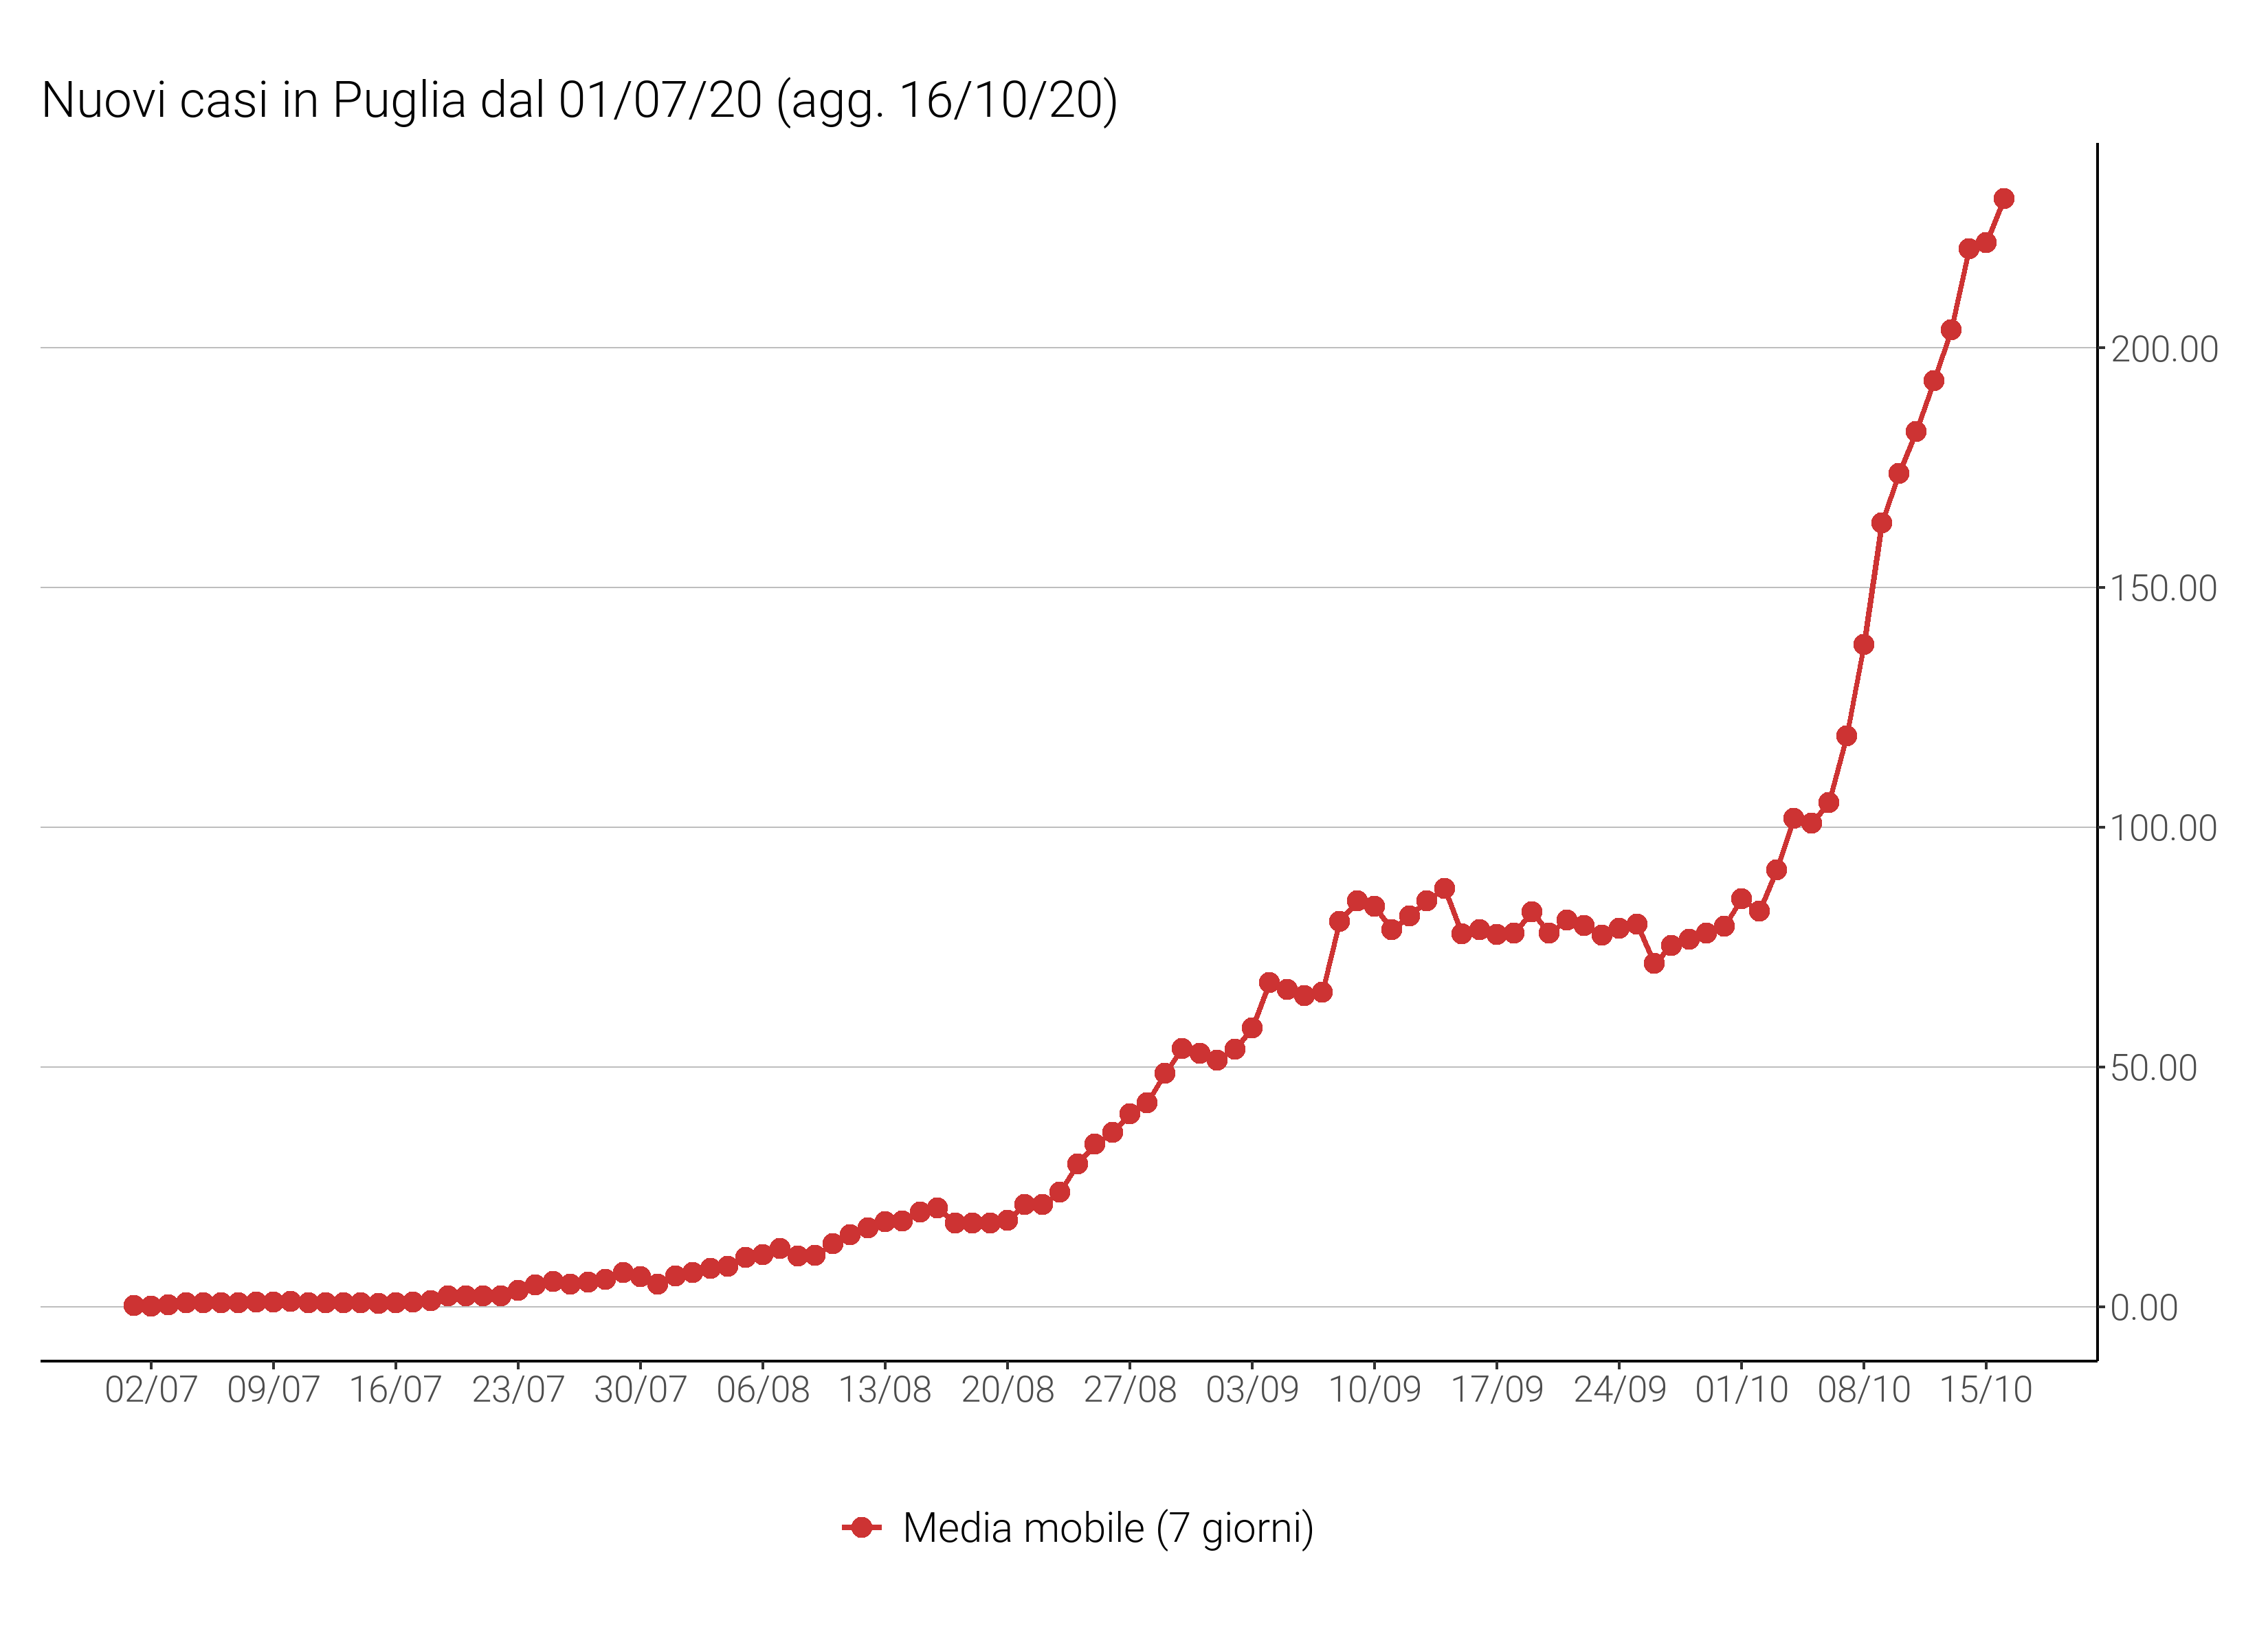 Nuovi casi in Puglia dal 01/07/20 (agg. 16/10/20)
200.00
150.00
100.00
50.00
0.00
02/07 09/07 16/07 23/07 30/07 06/08 13/08 20/08 27/08 03/09 10/09 17/09 24/09 01/10 08/10 15/10
Media mobile (7 giorni)